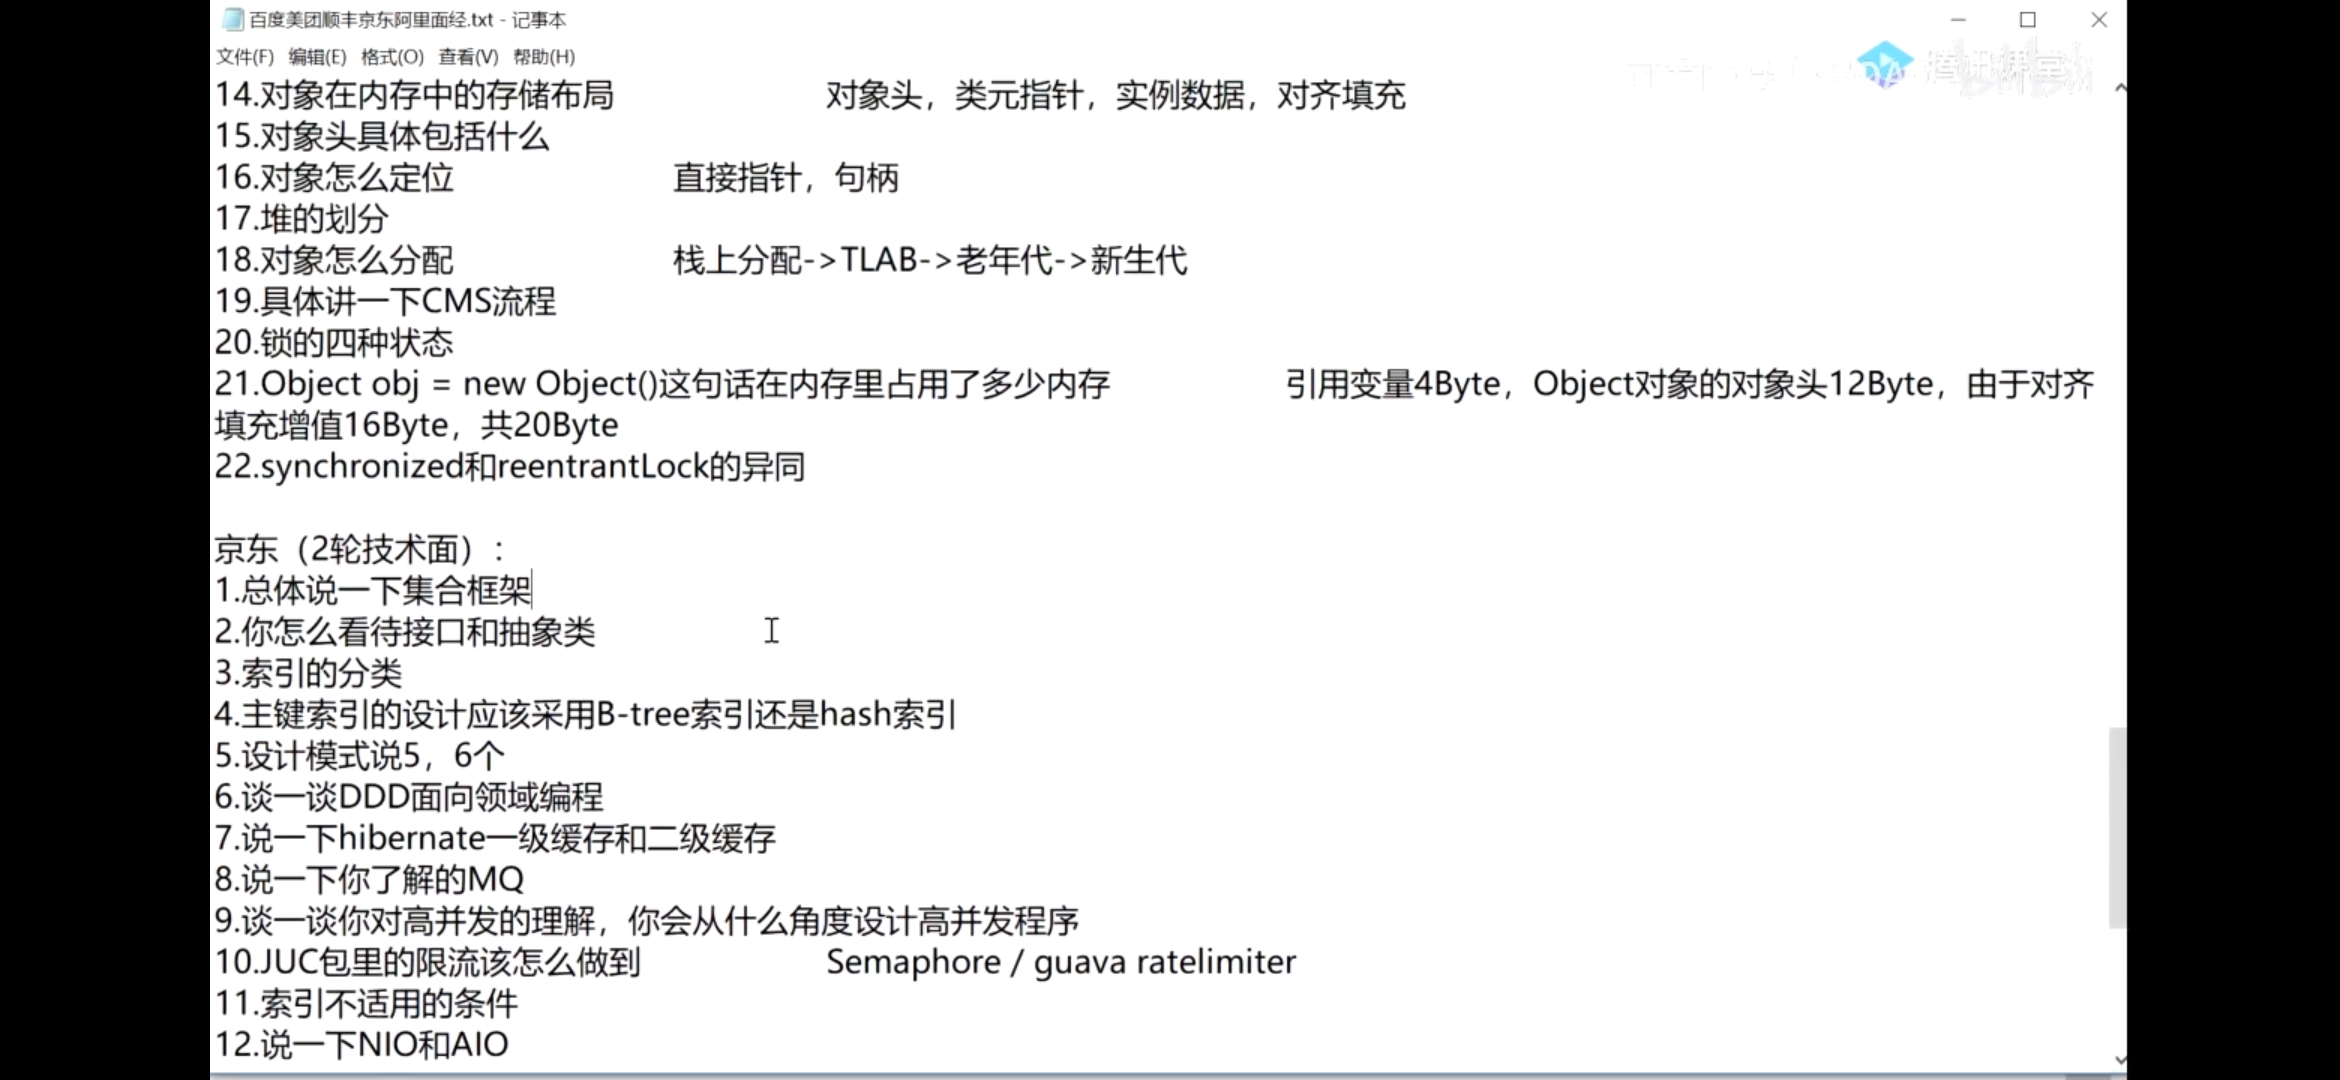 百度美团顺丰京东阿里面经.txt - 记事本
文件(F) 编辑(E) 格式(O) 查看(V) 帮助(H)
腾讯课堂
14.对象在内存中的存储布局 对象头，类元指针，实例数据，对齐填充
15.对象头具体包括什么
16.对象怎么定位 直接指针，句柄
17.堆的划分
18.对象怎么分配 栈上分配->TLAB->老年代->新生代
19.具体讲一下CMS流程
20.锁的四种状态
21.Object obj = new Object()这句话在内存里占用了多少内存 引用变量4Byte，Object对象的对象头12Byte，由于对齐
填充增值16Byte，共20Byte
22.synchronized和reentrantLock的异同
京东（2轮技术面）：
1.总体说一下集合框架
2.你怎么看待接口和抽象类
3.索引的分类
4.主键索引的设计应该采用B-tree索引还是hash索引
5.设计模式说5，6个
6.谈一谈DDD面向领域编程
7.说一下hibernate一级缓存和二级缓存
8.说一下你了解的MQ
9.谈一谈你对高并发的理解，你会从什么角度设计高并发程序
10.JUC包里的限流该怎么做到 Semaphore / guava ratelimiter
11.索引不适用的条件
12.说一下NIO和AIO